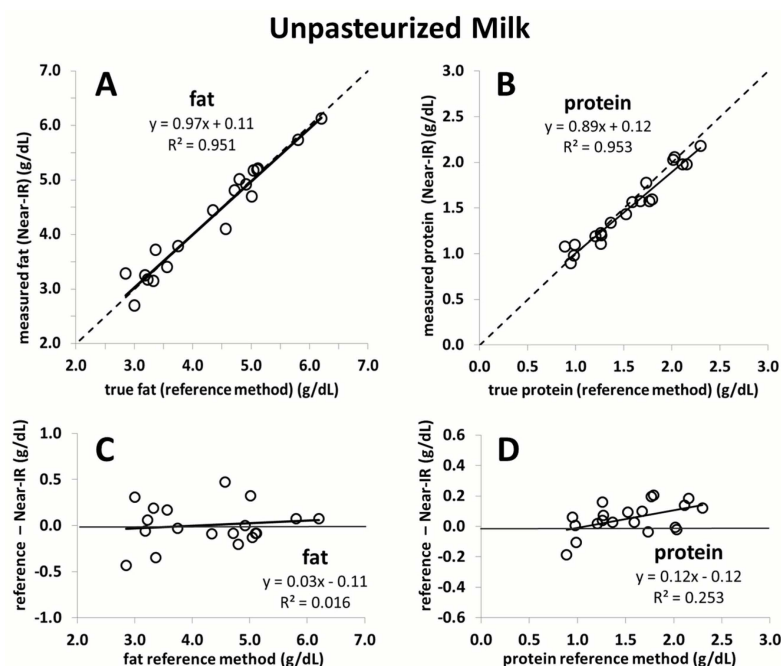 Unpasteurized Milk
A
fat
y = 0.97x + 0.11
R² = 0.951
measured fat (Near-IR) (g/dL)
7.0
6.0
5.0
4.0
3.0
2.0
2.0 3.0 4.0 5.0 6.0 7.0
true fat (reference method) (g/dL)
B
protein
y = 0.89x + 0.12
R² = 0.953
measured protein (Near-IR) (g/dL)
3.0
2.5
2.0
1.5
1.0
0.5
0.0
0.0 0.5 1.0 1.5 2.0 2.5 3.0
true protein (reference method) (g/dL)
C
reference – Near-IR (g/dL)
1.0
0.5
0.0
-0.5
-1.0
fat
y = 0.03x - 0.11
R² = 0.016
2.0 3.0 4.0 5.0 6.0 7.0
fat reference method (g/dL)
D
reference – Near-IR (g/dL)
0.6
0.4
0.2
0.0
-0.2
-0.4
-0.6
protein
y = 0.12x - 0.12
R² = 0.253
0.0 0.5 1.0 1.5 2.0 2.5 3.0
protein reference method (g/dL)